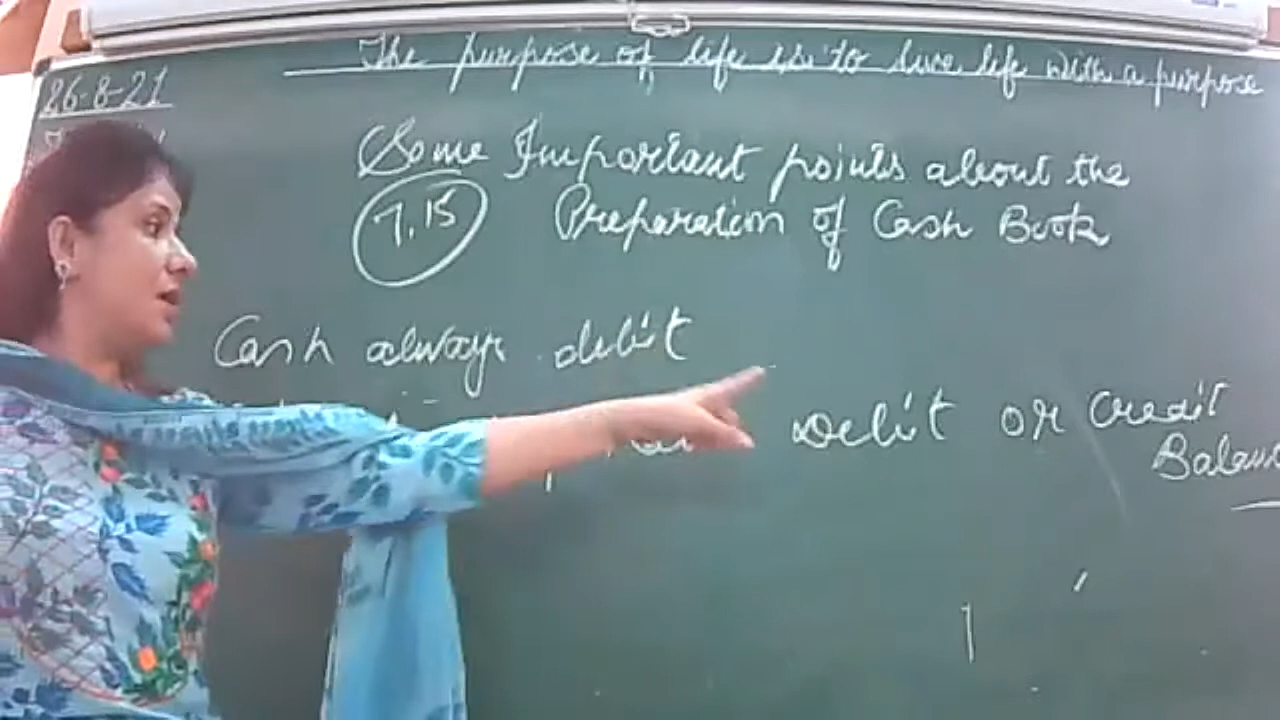 The purpose of life is to live life with a purpose
26-8-21
Some Important points about the
7.15 Preparation of Cash Book
Cash always debit
Debit or Credit